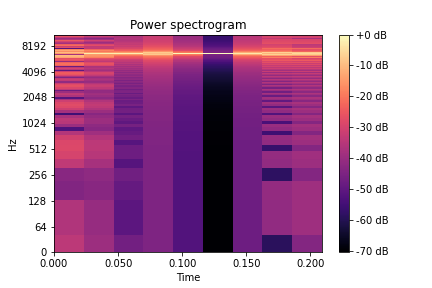 Power spectrogram
8192
4096
2048
1024
512
256
128
64
0
Hz
0.000 0.050 0.100 0.150 0.200
Time
+0 dB
-10 dB
-20 dB
-30 dB
-40 dB
-50 dB
-60 dB
-70 dB